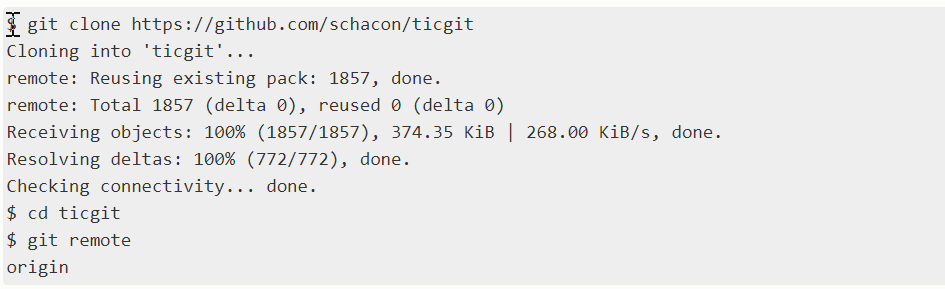 $ git clone https://github.com/schacon/ticgit
Cloning into 'ticgit'...
remote: Reusing existing pack: 1857, done.
remote: Total 1857 (delta 0), reused 0 (delta 0)
Receiving objects: 100% (1857/1857), 374.35 KiB | 268.00 KiB/s, done.
Resolving deltas: 100% (772/772), done.
Checking connectivity... done.
$ cd ticgit
$ git remote
origin